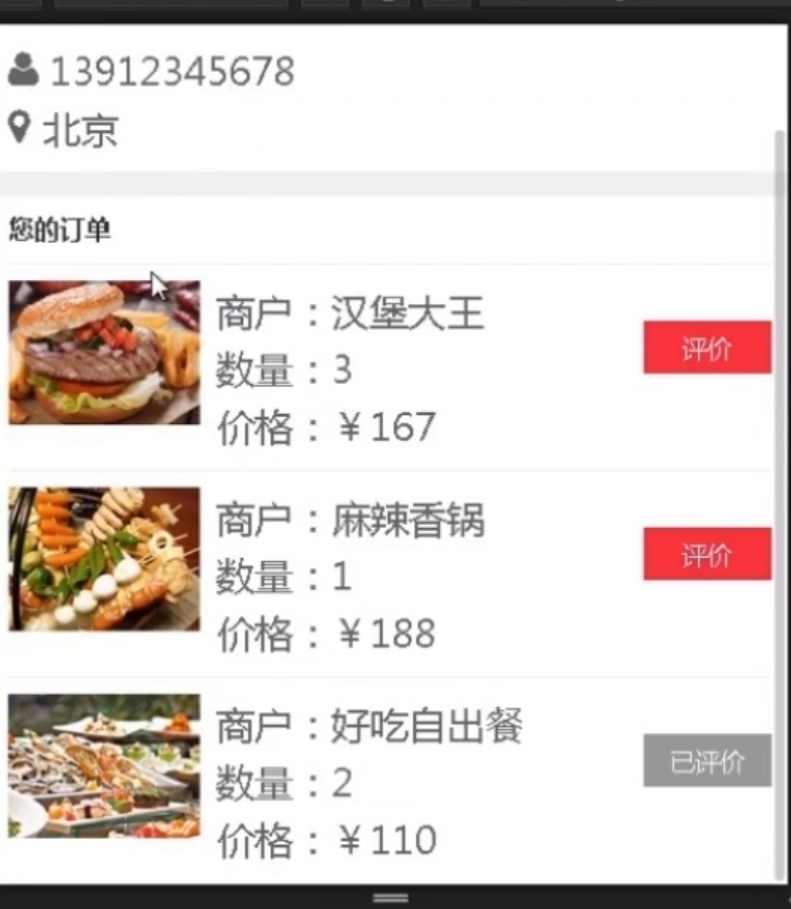 13912345678
北京
您的订单
商户：汉堡大王
评价
数量：3
价格：￥167
商户：麻辣香锅
评价
数量：1
价格：￥188
商户：好吃自出餐
已评价
数量：2
价格：￥110